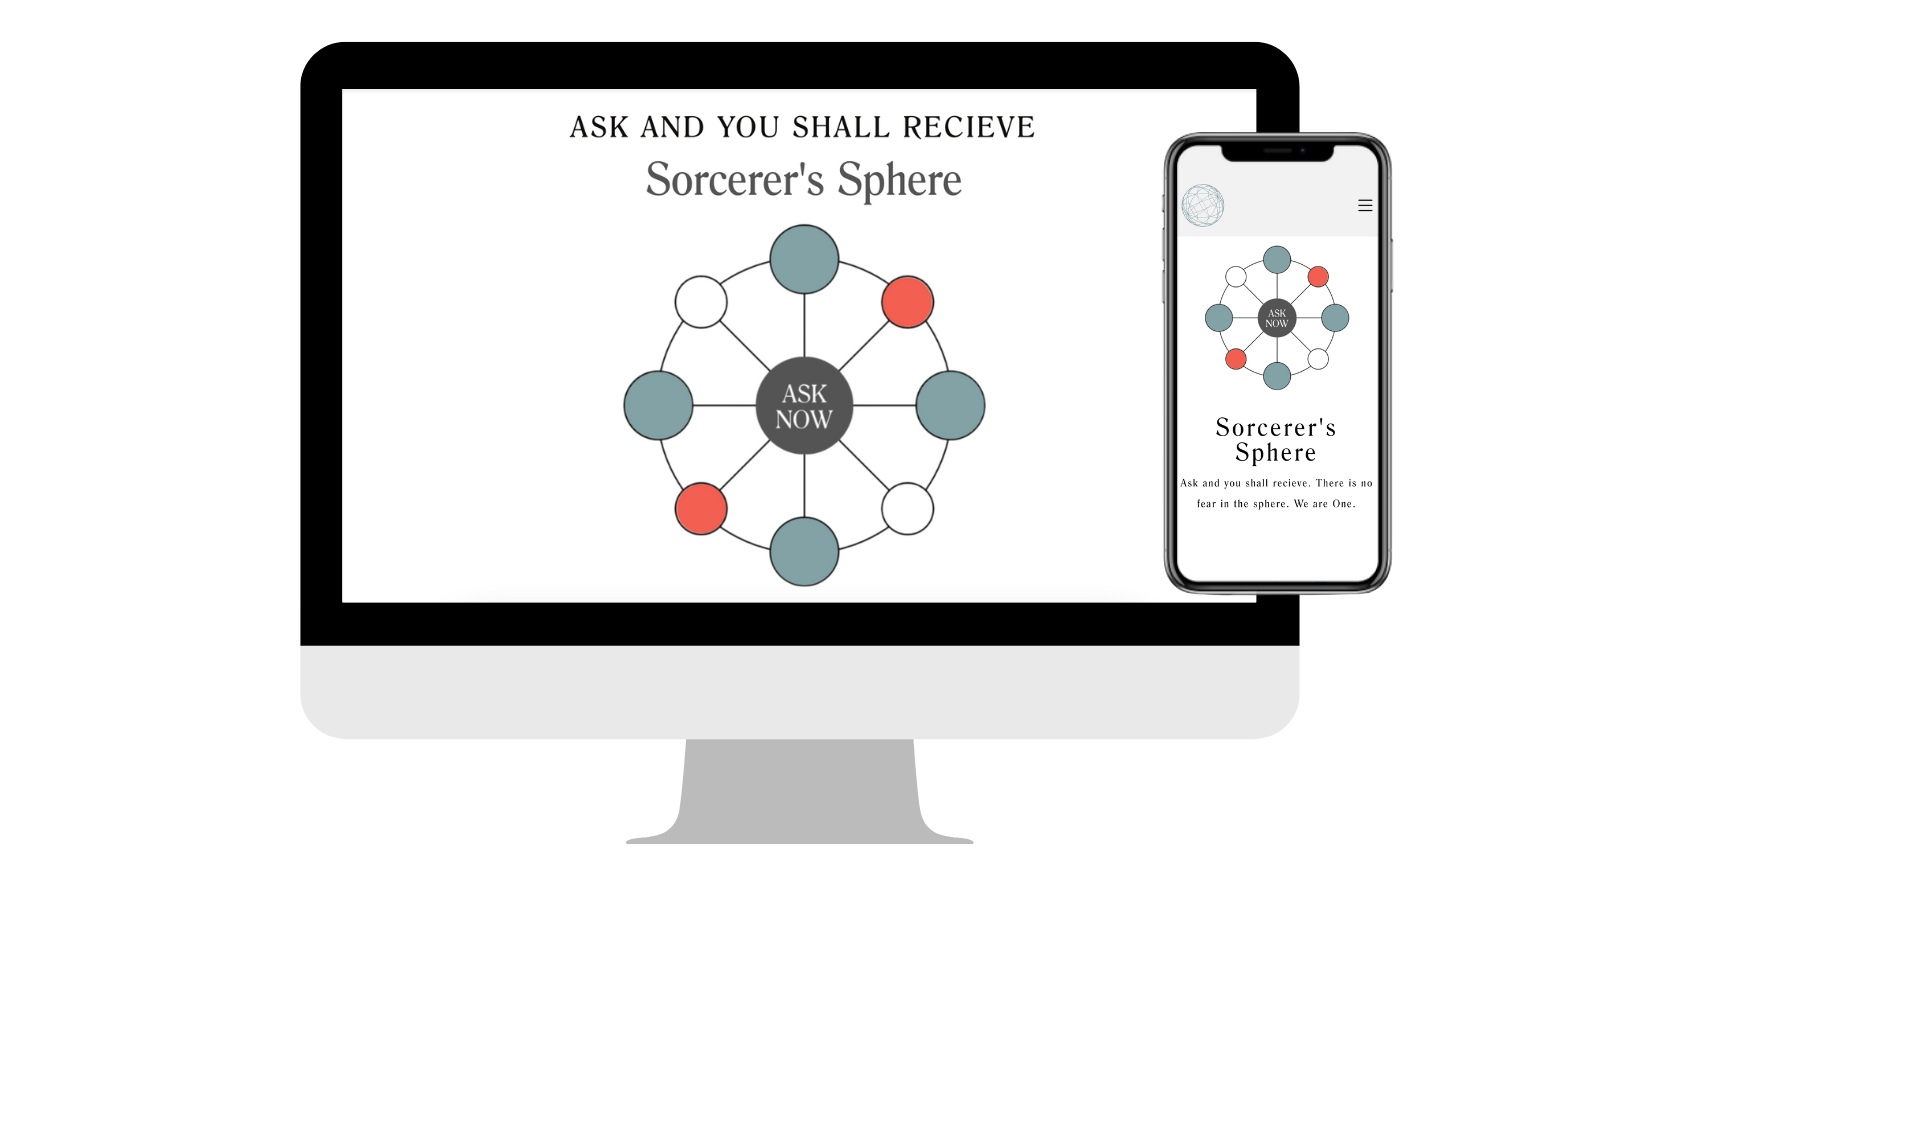 ASK AND YOU SHALL RECIEVE
Sorcerer's Sphere
ASK
NOW
ASK
NOW
Sorcerer's
Sphere
Ask and you shall recieve. There is no
fear in the sphere. We are One.